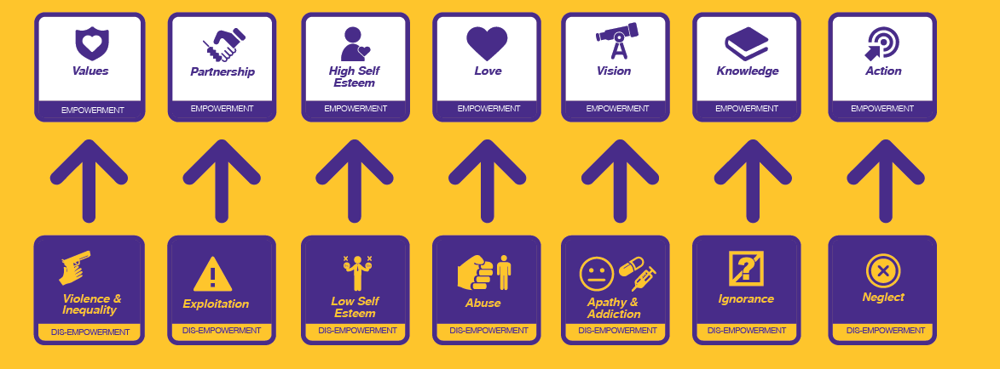 Values
Partnership
High Self
Esteem
Love
Vision
Knowledge
Action
EMPOWERMENT
EMPOWERMENT
EMPOWERMENT
EMPOWERMENT
EMPOWERMENT
EMPOWERMENT
EMPOWERMENT
Violence &
Inequality
Exploitation
Low Self
Esteem
Abuse
Apathy &
Addiction
Ignorance
Neglect
DIS-EMPOWERMENT
DIS-EMPOWERMENT
DIS-EMPOWERMENT
DIS-EMPOWERMENT
DIS-EMPOWERMENT
DIS-EMPOWERMENT
DIS-EMPOWERMENT